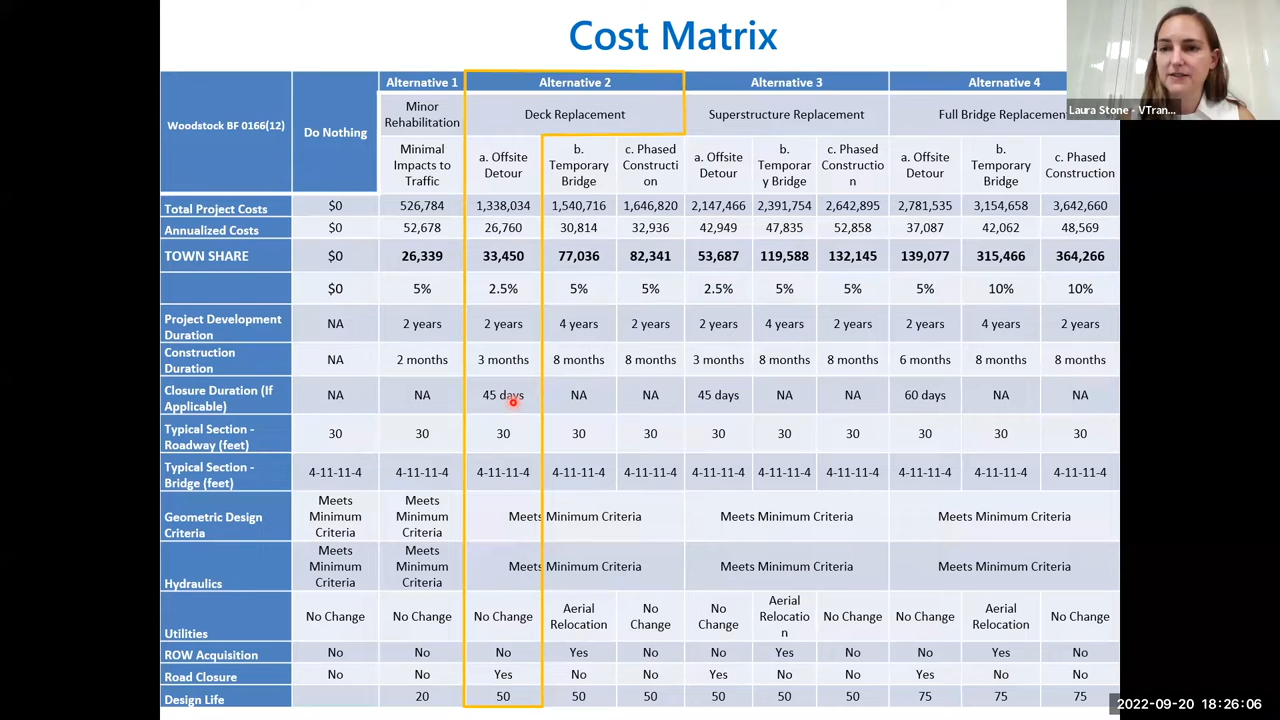 Cost Matrix
Laura Stone - VTran...
Woodstock BF 0166(12)
Do Nothing
Alternative 1
Alternative 2
Alternative 3
Alternative 4
Minor
Rehabilitation
Deck Replacement
Superstructure Replacement
Full Bridge Replacemen
Minimal
Impacts to
Traffic
a. Offsite
Detour
b.
Temporary
Bridge
c. Phased
Constructi
on
a. Offsite
Detour
b.
Temporar
y Bridge
c. Phased
Constructio
n
a. Offsite
Detour
b.
Temporary
Bridge
c. Phased
Construction
Total Project Costs $0 526,784 1,338,034 1,540,716 1,646,820 2,147,466 2,391,754 2,642,895 2,781,535 3,154,658 3,642,660
Annualized Costs $0 52,678 26,760 30,814 32,936 42,949 47,835 52,858 37,087 42,062 48,569
TOWN SHARE $0 26,339 33,450 77,036 82,341 53,687 119,588 132,145 139,077 315,466 364,266
$0 5% 2.5% 5% 5% 2.5% 5% 5% 5% 10% 10%
Project Development
Duration
NA 2 years 2 years 4 years 2 years 2 years 4 years 2 years 2 years 4 years 2 years
Construction
Duration
NA 2 months 3 months 8 months 8 months 3 months 8 months 8 months 6 months 8 months 8 months
Closure Duration (If
Applicable)
NA NA 45 days NA NA 45 days NA NA 60 days NA NA
Typical Section -
Roadway (feet)
30 30 30 30 30 30 30 30 30 30 30
Typical Section -
Bridge (feet)
4-11-11-4 4-11-11-4 4-11-11-4 4-11-11-4 4-11-11-4 4-11-11-4 4-11-11-4 4-11-11-4 4-11-11-4 4-11-11-4 4-11-11-4
Geometric Design
Criteria
Meets
Minimum
Criteria
Meets
Minimum
Criteria
Meets Minimum Criteria
Meets Minimum Criteria
Meets Minimum Criteria
Hydraulics
Meets
Minimum
Criteria
Meets
Minimum
Criteria
Meets Minimum Criteria
Meets Minimum Criteria
Meets Minimum Criteria
Utilities
No Change
No Change
No Change
Aerial
Relocation
No
Change
No
Change
Aerial
Relocatio
n
No Change
No Change
Aerial
Relocation
No Change
ROW Acquisition No No No Yes No No Yes No No Yes No
Road Closure No No Yes No No Yes No No Yes No No
Design Life 20 50 50 50 50 50 50 75 75 75
2022-09-20 18:26:06